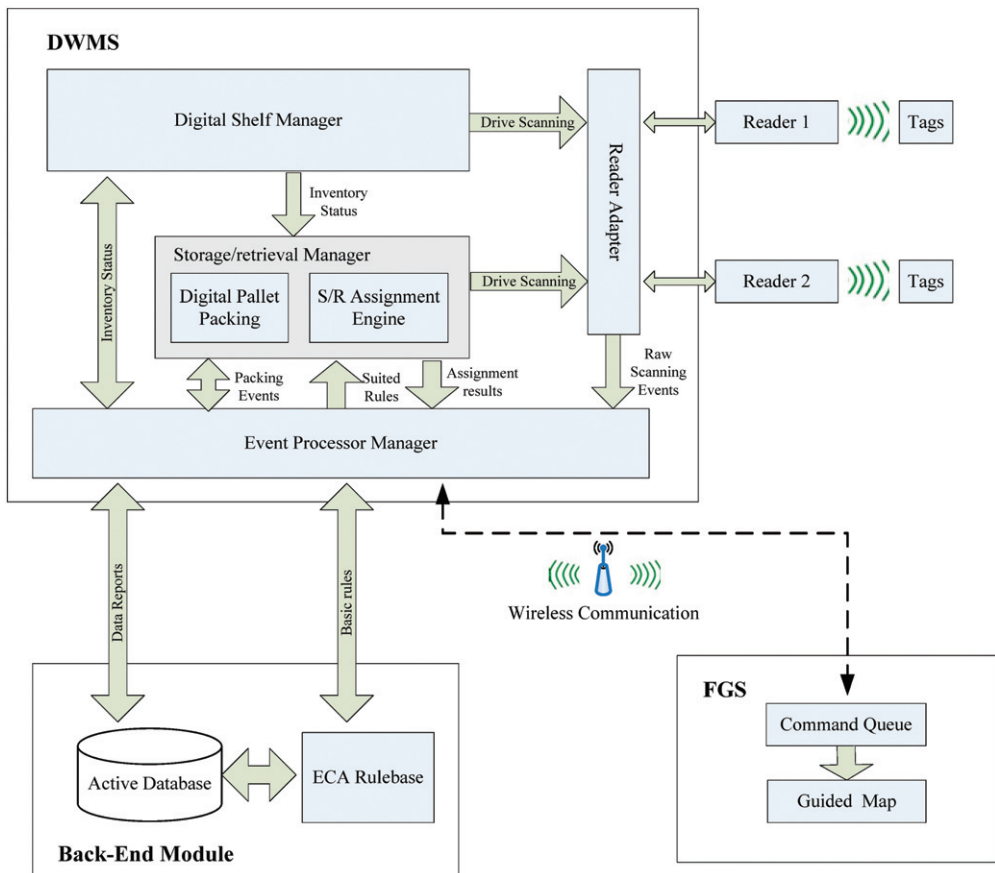 DWMS
Digital Shelf Manager
Drive Scanning
Reader Adapter
Reader 1
Tags
Inventory
Status
Inventory Status
Storage/retrieval Manager
Digital Pallet
Packing
S/R Assignment
Engine
Drive Scanning
Reader 2
Tags
Packing
Events
Suited
Rules
Assignment
results
Raw
Scanning
Events
Event Processor Manager
Data Reports
Basic rules
Wireless Communication
FGS
Command Queue
Guided Map
Active Database
ECA Rulebase
Back-End Module